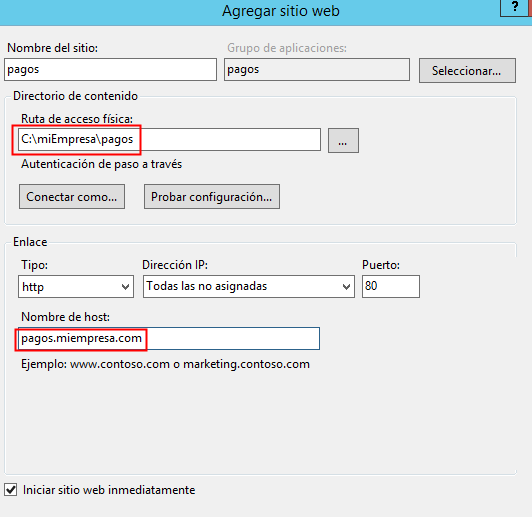 Agregar sitio web
?
Nombre del sitio:
Grupo de aplicaciones:
pagos
pagos
Seleccionar...
Directorio de contenido
Ruta de acceso física:
C:\miEmpresa\pagos
...
Autenticación de paso a través
Conectar como...
Probar configuración...
Enlace
Tipo:
Dirección IP:
Puerto:
http
Todas las no asignadas
80
Nombre de host:
pagos.miempresa.com
Ejemplo: www.contoso.com o marketing.contoso.com
Iniciar sitio web inmediatamente